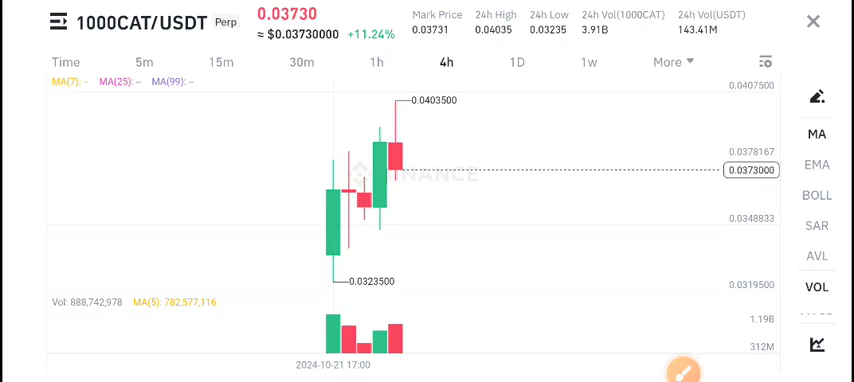 1000CAT/USDT Perp
0.03730
≈ $0.03730000 +11.24%
Mark Price 24h High 24h Low 24h Vol(1000CAT) 24h Vol(USDT)
0.03731 0.04035 0.03235 3.91B 143.41M
Time 5m 15m 30m 1h 4h 1D 1w More
MA(7): -- MA(25): -- MA(99): --
0.0407500
0.0403500
0.0378167
0.0373000
BINANCE
0.0348833
0.0323500
0.0319500
Vol: 888,742,978 MA(5): 782,577,116
1.19B
312M
2024-10-21 17:00
MA
EMA
BOLL
SAR
AVL
VOL